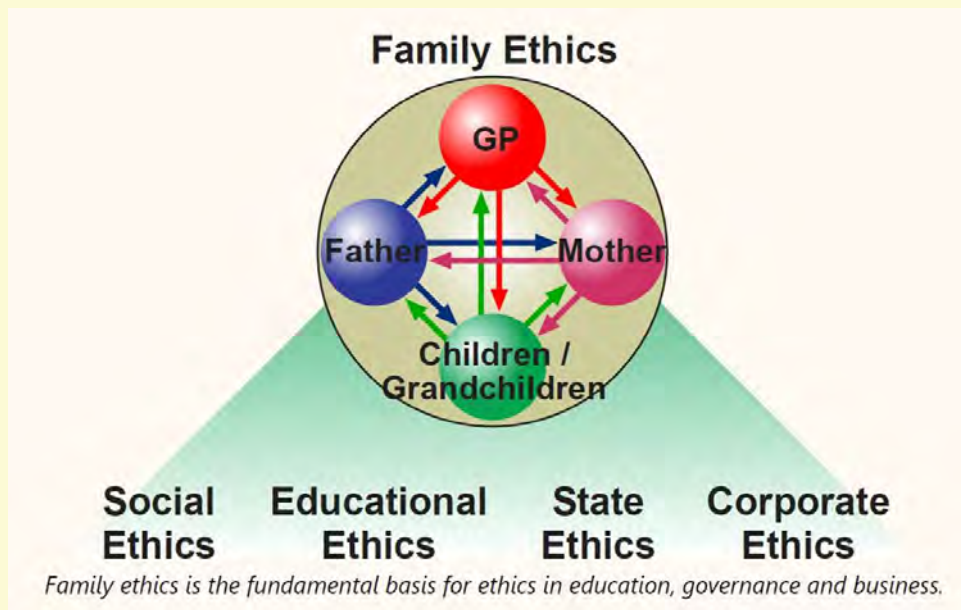 Family Ethics
GP
Father
Mother
Children /
Grandchildren
Social
Ethics
Educational
Ethics
State
Ethics
Corporate
Ethics
Family ethics is the fundamental basis for ethics in education, governance and business.